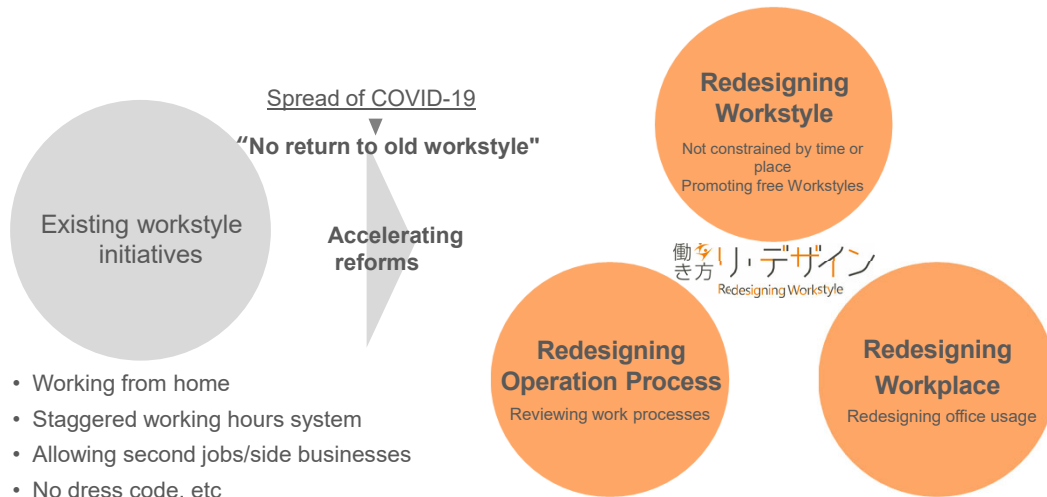 Spread of COVID-19
“No return to old workstyle"
Existing workstyle
initiatives
Accelerating
reforms
• Working from home
• Staggered working hours system
• Allowing second jobs/side businesses
• No dress code, etc
Redesigning
Workstyle
Not constrained by time or
place
Promoting free Workstyles
働き方
リ・デザイン
Redesigning Workstyle
Redesigning
Operation Process
Reviewing work processes
Redesigning
Workplace
Redesigning office usage